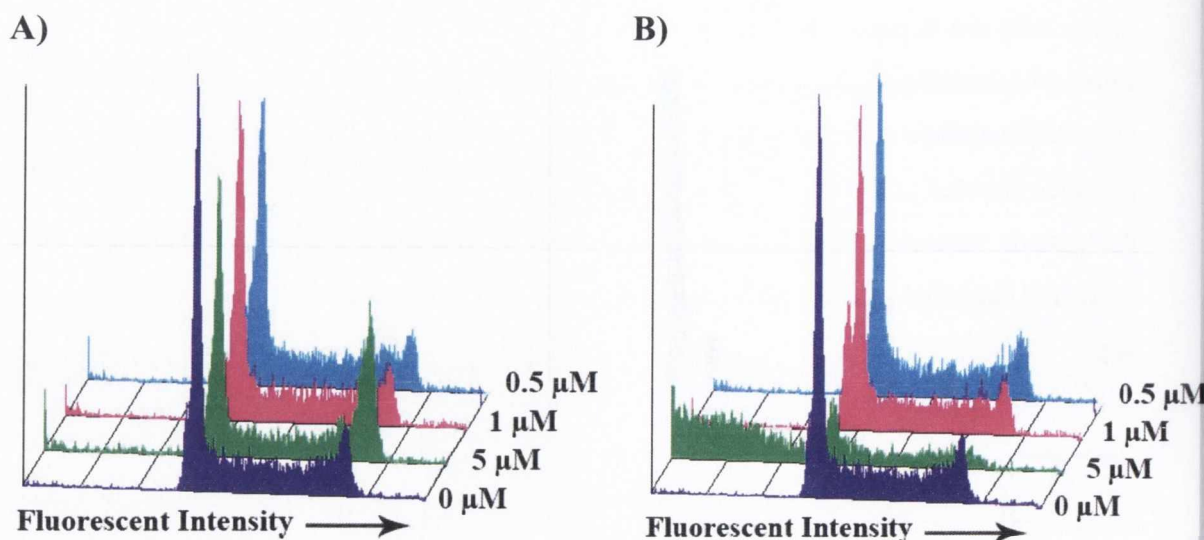 A)
0.5 μM
1 μM
5 μM
0 μM
Fluorescent Intensity
B)
0.5 μM
1 μM
5 μM
0 μM
Fluorescent Intensity